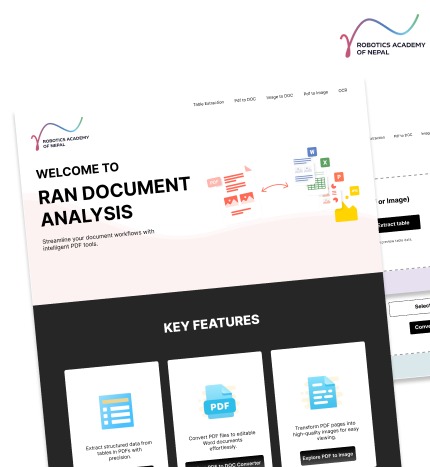 ROBOTICS ACADEMY
OF NEPAL
Table Extraction
Pdf to DOC
Image to DOC
Pdf to Image
OCR
ROBOTICS ACADEMY
OF NEPAL
WELCOME TO
RAN DOCUMENT
ANALYSIS
Streamline your document workflows with
intelligent PDF tools.
PDF
W
X
P
KEY FEATURES
Extract structured data from
tables in PDFs with
precision.
PDF
Convert PDF files to editable
Word documents
effortlessly.
PDF to DOC Converter
Transform PDF pages into
high-quality images for easy
viewing.
Explore PDF to Image
Pdf to DOC
or Image)
Extract table
Select
Conve